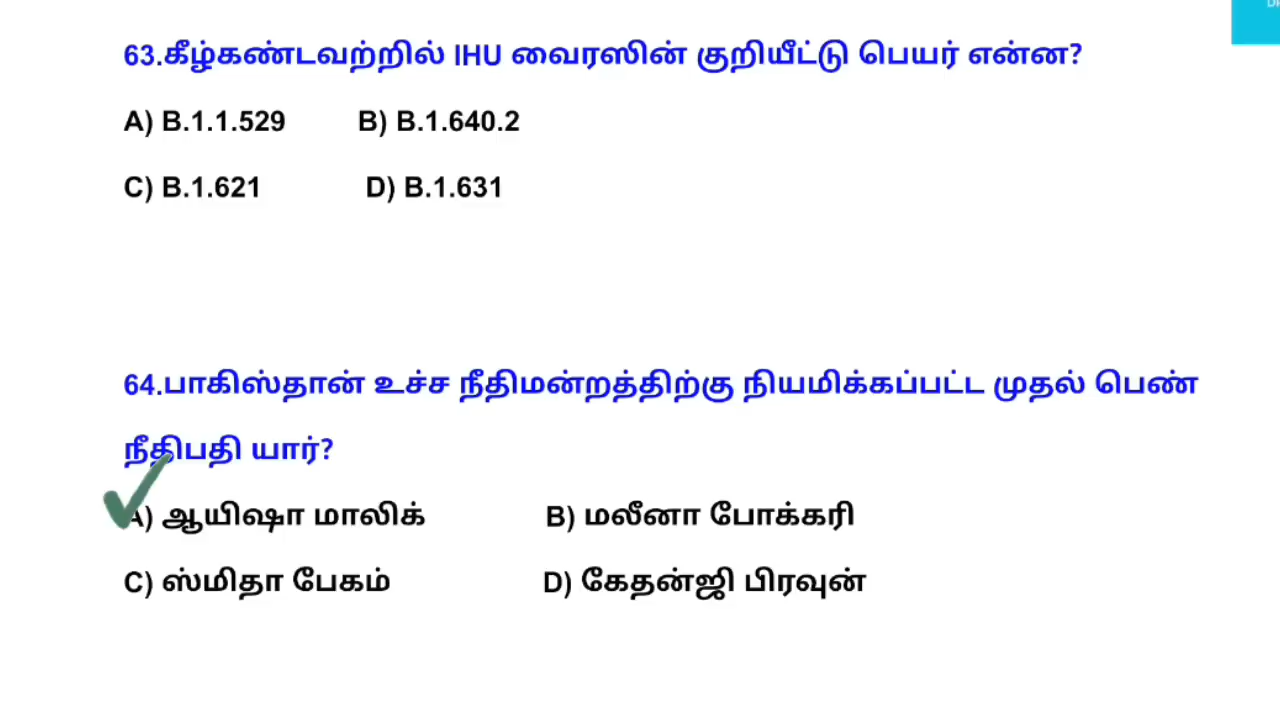 63.கீழ்கண்டவற்றில் IHU வைரஸின் குறியீட்டு பெயர் என்ன?
A) B.1.1.529 B) B.1.640.2
C) B.1.621 D) B.1.631
64.பாகிஸ்தான் உச்ச நீதிமன்றத்திற்கு நியமிக்கப்பட்ட முதல் பெண்
நீதிபதி யார்?
A) ஆயிஷா மாலிக் B) மலீனா போக்கரி
C) ஸ்மிதா பேகம் D) கேதன்ஜி பிரவுன்